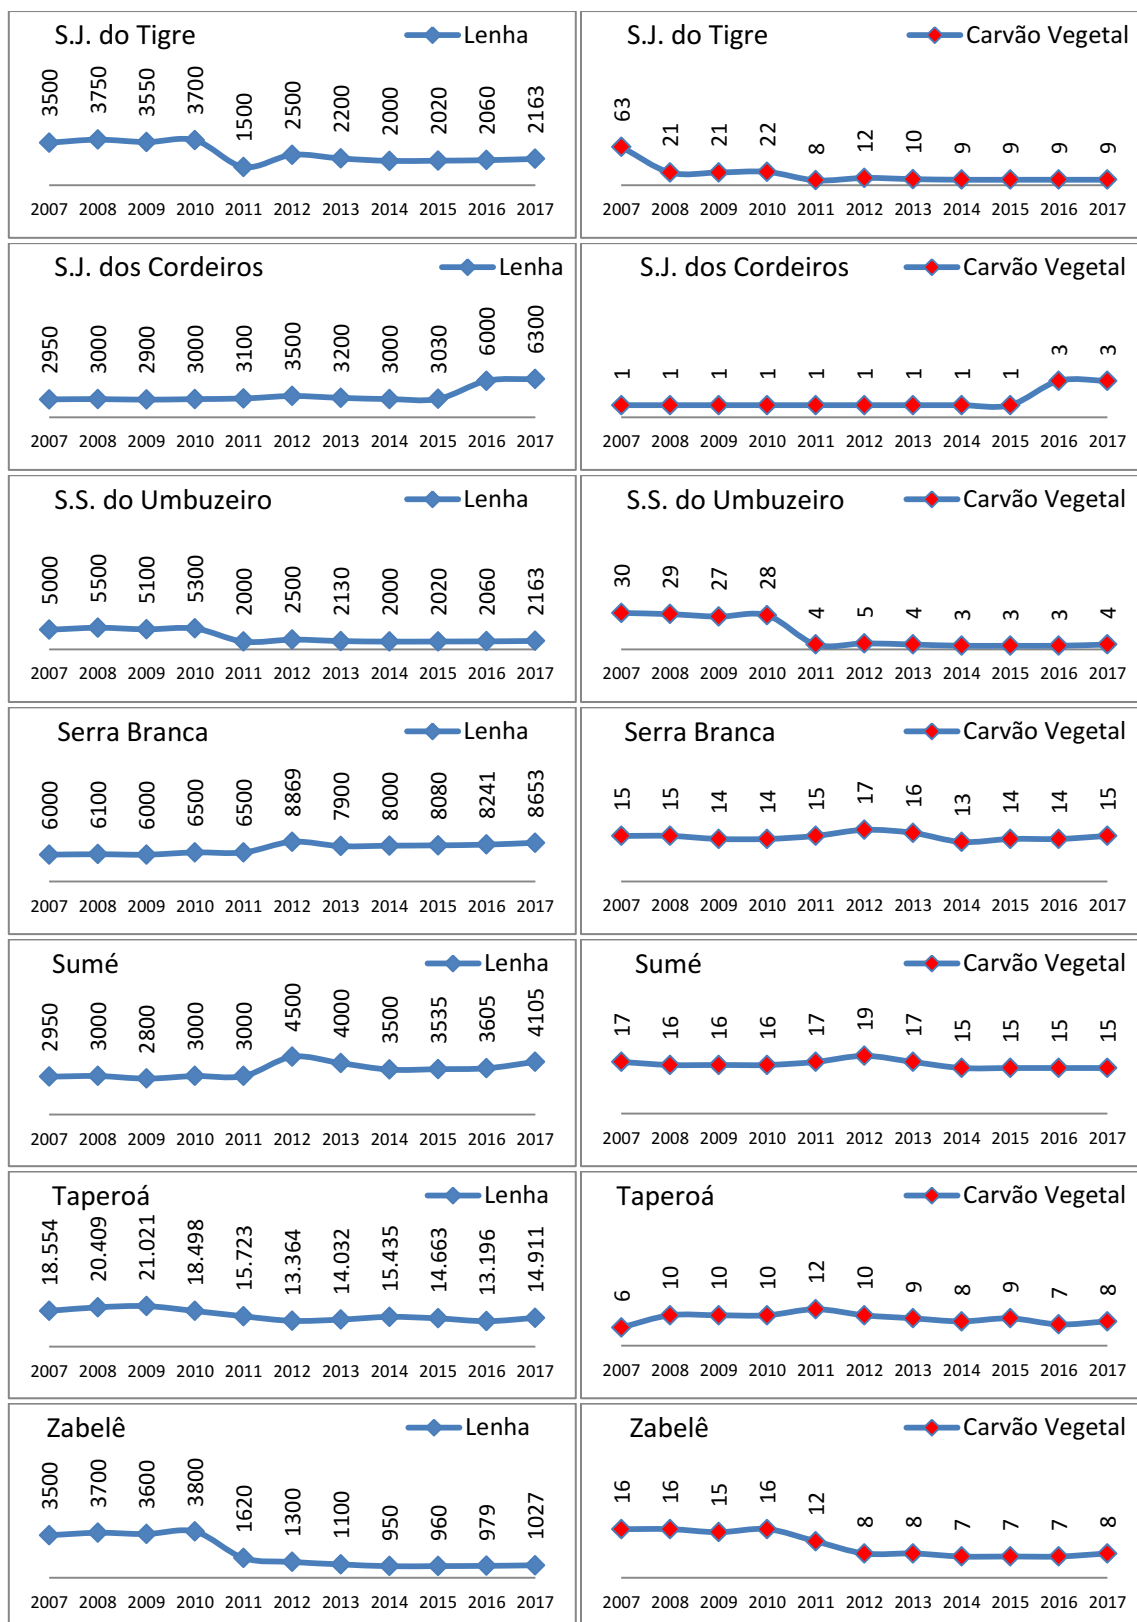 S.J. do Tigre Lenha
3500 3750 3550 3700 1500 2500 2200 2000 2020 2060 2163
2007 2008 2009 2010 2011 2012 2013 2014 2015 2016 2017
S.J. do Tigre Carvão Vegetal
63 21 21 22 8 12 10 9 9 9 9
2007 2008 2009 2010 2011 2012 2013 2014 2015 2016 2017
S.J. dos Cordeiros Lenha
2950 3000 2900 3000 3100 3500 3200 3000 3030 6000 6300
2007 2008 2009 2010 2011 2012 2013 2014 2015 2016 2017
S.J. dos Cordeiros Carvão Vegetal
1 1 1 1 1 1 1 1 1 3 3
2007 2008 2009 2010 2011 2012 2013 2014 2015 2016 2017
S.S. do Umbuzeiro Lenha
5000 5500 5100 5300 2000 2500 2130 2000 2020 2060 2163
2007 2008 2009 2010 2011 2012 2013 2014 2015 2016 2017
S.S. do Umbuzeiro Carvão Vegetal
30 29 27 28 4 5 4 3 3 3 4
2007 2008 2009 2010 2011 2012 2013 2014 2015 2016 2017
Serra Branca Lenha
6000 6100 6000 6500 6500 8869 7900 8000 8080 8241 8653
2007 2008 2009 2010 2011 2012 2013 2014 2015 2016 2017
Serra Branca Carvão Vegetal
15 15 14 14 15 17 16 13 14 14 15
2007 2008 2009 2010 2011 2012 2013 2014 2015 2016 2017
Sumé Lenha
2950 3000 2800 3000 3000 4500 4000 3500 3535 3605 4105
2007 2008 2009 2010 2011 2012 2013 2014 2015 2016 2017
Sumé Carvão Vegetal
17 16 16 16 17 19 17 15 15 15 15
2007 2008 2009 2010 2011 2012 2013 2014 2015 2016 2017
Taperoá Lenha
18.554 20.409 21.021 18.498 15.723 13.364 14.032 15.435 14.663 13.196 14.911
2007 2008 2009 2010 2011 2012 2013 2014 2015 2016 2017
Taperoá Carvão Vegetal
6 10 10 10 12 10 9 8 9 7 8
2007 2008 2009 2010 2011 2012 2013 2014 2015 2016 2017
Zabelê Lenha
3500 3700 3600 3800 1620 1300 1100 950 960 979 1027
2007 2008 2009 2010 2011 2012 2013 2014 2015 2016 2017
Zabelê Carvão Vegetal
16 16 15 16 12 8 8 7 7 7 8
2007 2008 2009 2010 2011 2012 2013 2014 2015 2016 2017